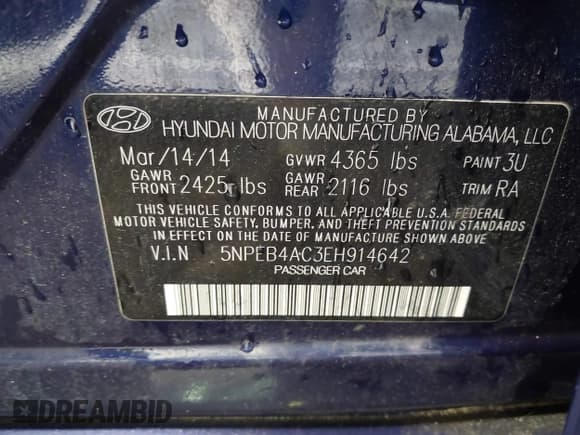 MANUFACTURED BY
HYUNDAI MOTOR MANUFACTURING ALABAMA, LLC
Mar/14/14 GVWR 4365 lbs PAINT 3U
GAWR FRONT 2425 lbs GAWR REAR 2116 lbs TRIM RA
THIS VEHICLE CONFORMS TO ALL APPLICABLE U.S.A. FEDERAL
MOTOR VEHICLE SAFETY, BUMPER, AND THEFT PREVENTION STANDARDS
IN EFFECT ON THE DATE OF MANUFACTURE SHOWN ABOVE.
V.I.N 5NPEB4AC3EH914642
PASSENGER CAR
DREAMBID